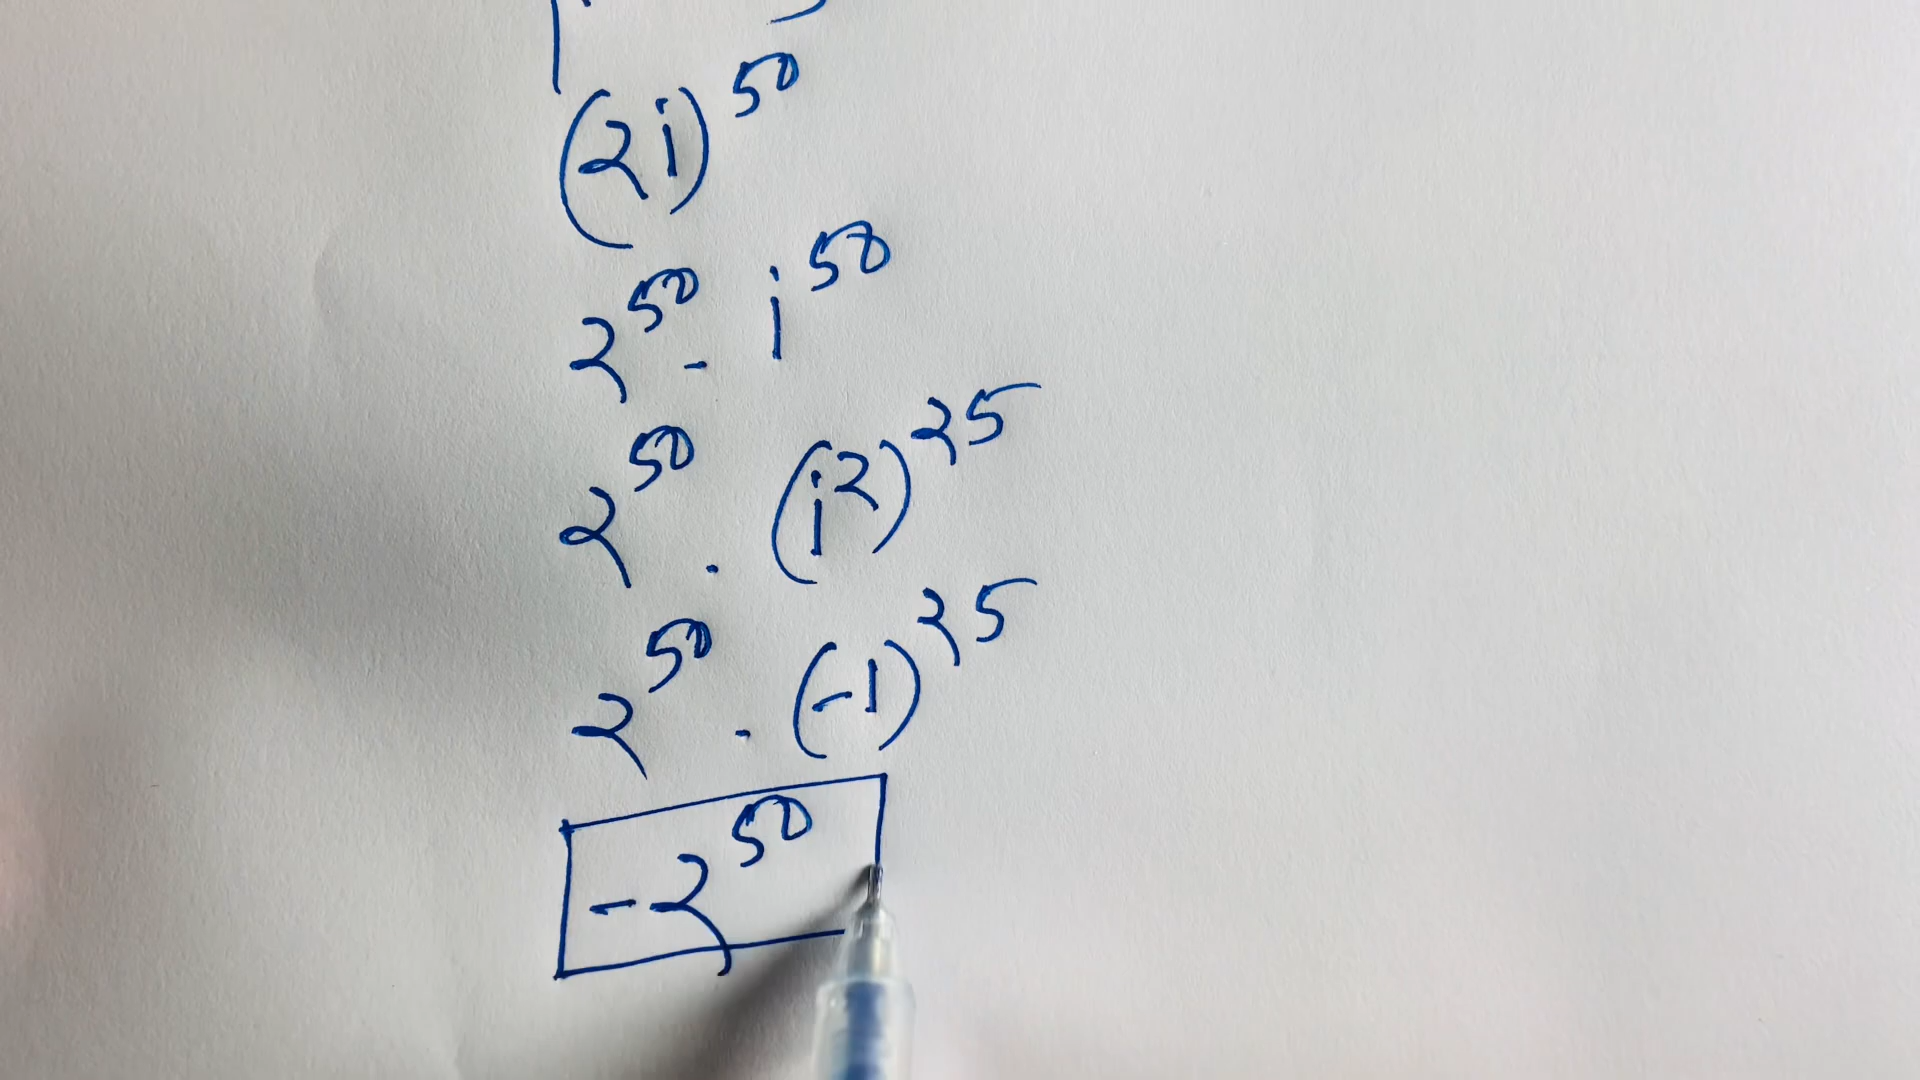 (2i)^50
2^50 . i^50
2^50 . (i^2)^25
2^50 . (-1)^25
-2^50